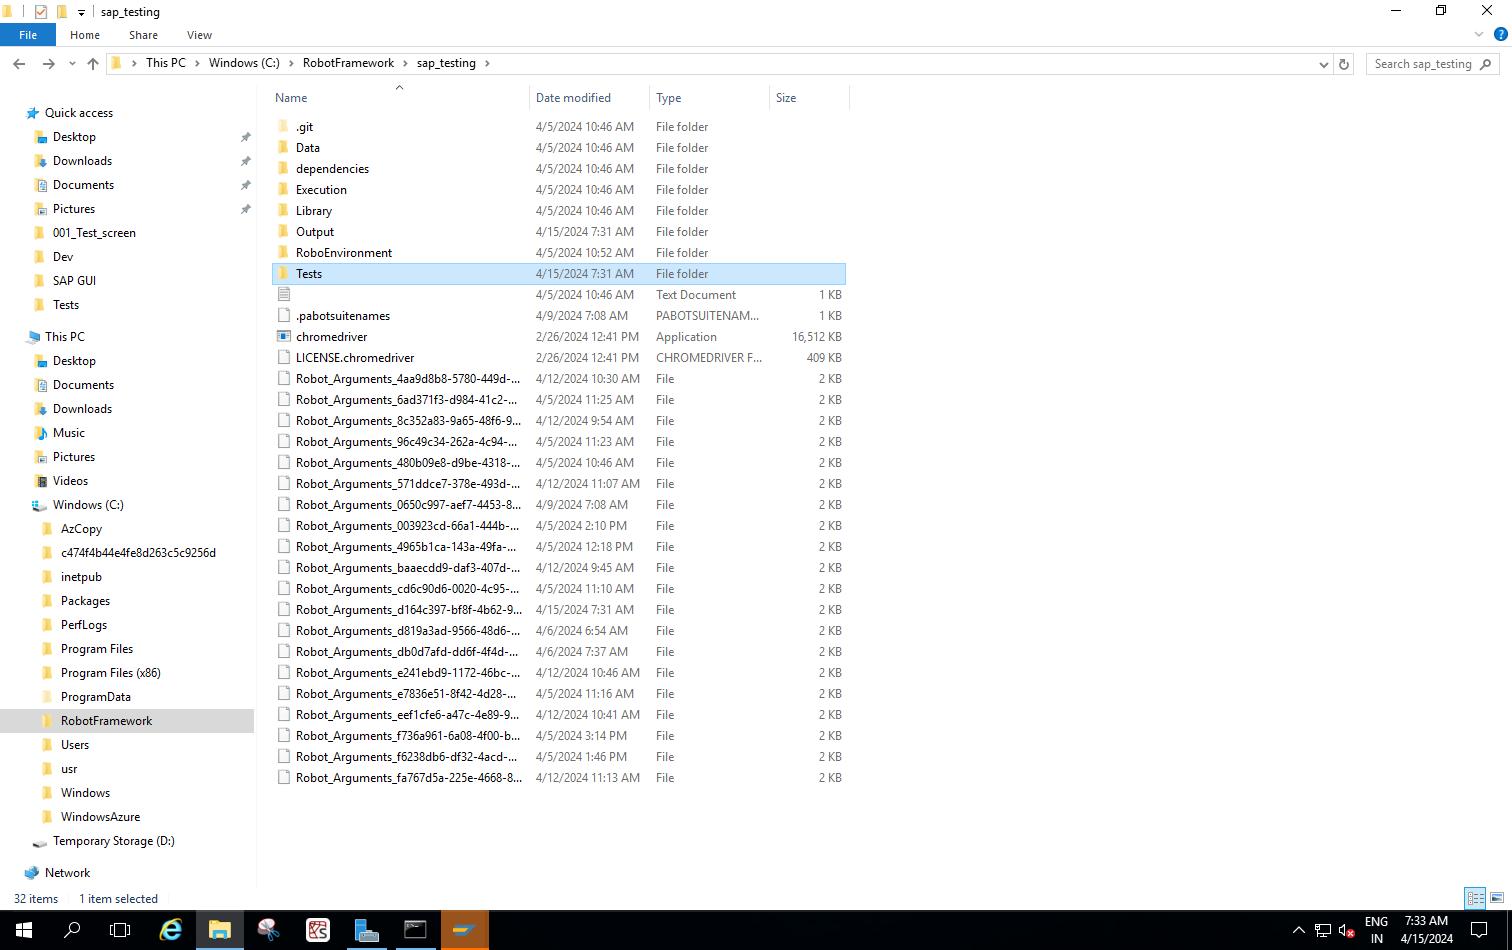 sap_testing
File Home Share View
This PC Windows (C:) RobotFramework sap_testing
Search sap_testing
Name Date modified Type Size
Quick access
Desktop
Downloads
Documents
Pictures
001_Test_screen
Dev
SAP GUI
Tests
This PC
Desktop
Documents
Downloads
Music
Pictures
Videos
Windows (C:)
AzCopy
c474f4b44e4fe8d263c5c9256d
inetpub
Packages
PerfLogs
Program Files
Program Files (x86)
ProgramData
RobotFramework
Users
usr
Windows
WindowsAzure
Temporary Storage (D:)
Network
.git 4/5/2024 10:46 AM File folder
Data 4/5/2024 10:46 AM File folder
dependencies 4/5/2024 10:46 AM File folder
Execution 4/5/2024 10:46 AM File folder
Library 4/5/2024 10:46 AM File folder
Output 4/15/2024 7:31 AM File folder
RoboEnvironment 4/5/2024 10:52 AM File folder
Tests 4/15/2024 7:31 AM File folder
4/5/2024 10:46 AM Text Document 1 KB
.pabotsuitenames 4/9/2024 7:08 AM PABOTSUITENAM... 1 KB
chromedriver 2/26/2024 12:41 PM Application 16,512 KB
LICENSE.chromedriver 2/26/2024 12:41 PM CHROMEDRIVER F... 409 KB
Robot_Arguments_4aa9d8b8-5780-449d-... 4/12/2024 10:30 AM File 2 KB
Robot_Arguments_6ad371f3-d984-41c2-... 4/5/2024 11:25 AM File 2 KB
Robot_Arguments_8c352a83-9a65-48f6-9... 4/12/2024 9:54 AM File 2 KB
Robot_Arguments_96c49c34-262a-4c94-... 4/5/2024 11:23 AM File 2 KB
Robot_Arguments_480b09e8-d9be-4318-... 4/5/2024 10:46 AM File 2 KB
Robot_Arguments_571ddce7-378e-493d-... 4/12/2024 11:07 AM File 2 KB
Robot_Arguments_0650c997-aef7-4453-8... 4/9/2024 7:08 AM File 2 KB
Robot_Arguments_003923cd-66a1-444b-... 4/5/2024 2:10 PM File 2 KB
Robot_Arguments_4965b1ca-143a-49fa-... 4/5/2024 12:18 PM File 2 KB
Robot_Arguments_baaecdd9-daf3-407d-... 4/12/2024 9:45 AM File 2 KB
Robot_Arguments_cd6c90d6-0020-4c95-... 4/5/2024 11:10 AM File 2 KB
Robot_Arguments_d164c397-bf8f-4b62-9... 4/15/2024 7:31 AM File 2 KB
Robot_Arguments_d819a3ad-9566-48d6-... 4/6/2024 6:54 AM File 2 KB
Robot_Arguments_db0d7afd-dd6f-4f4d-... 4/6/2024 7:37 AM File 2 KB
Robot_Arguments_e241ebd9-1172-46bc-... 4/12/2024 10:46 AM File 2 KB
Robot_Arguments_e7836e51-8f42-4d28-... 4/5/2024 11:16 AM File 2 KB
Robot_Arguments_eef1cfe6-a47c-4e89-9... 4/12/2024 10:41 AM File 2 KB
Robot_Arguments_f736a961-6a08-4f00-b... 4/5/2024 3:14 PM File 2 KB
Robot_Arguments_f6238db6-df32-4acd-... 4/5/2024 1:46 PM File 2 KB
Robot_Arguments_fa767d5a-225e-4668-8... 4/12/2024 11:13 AM File 2 KB
32 items 1 item selected
ENG 7:33 AM
IN 4/15/2024